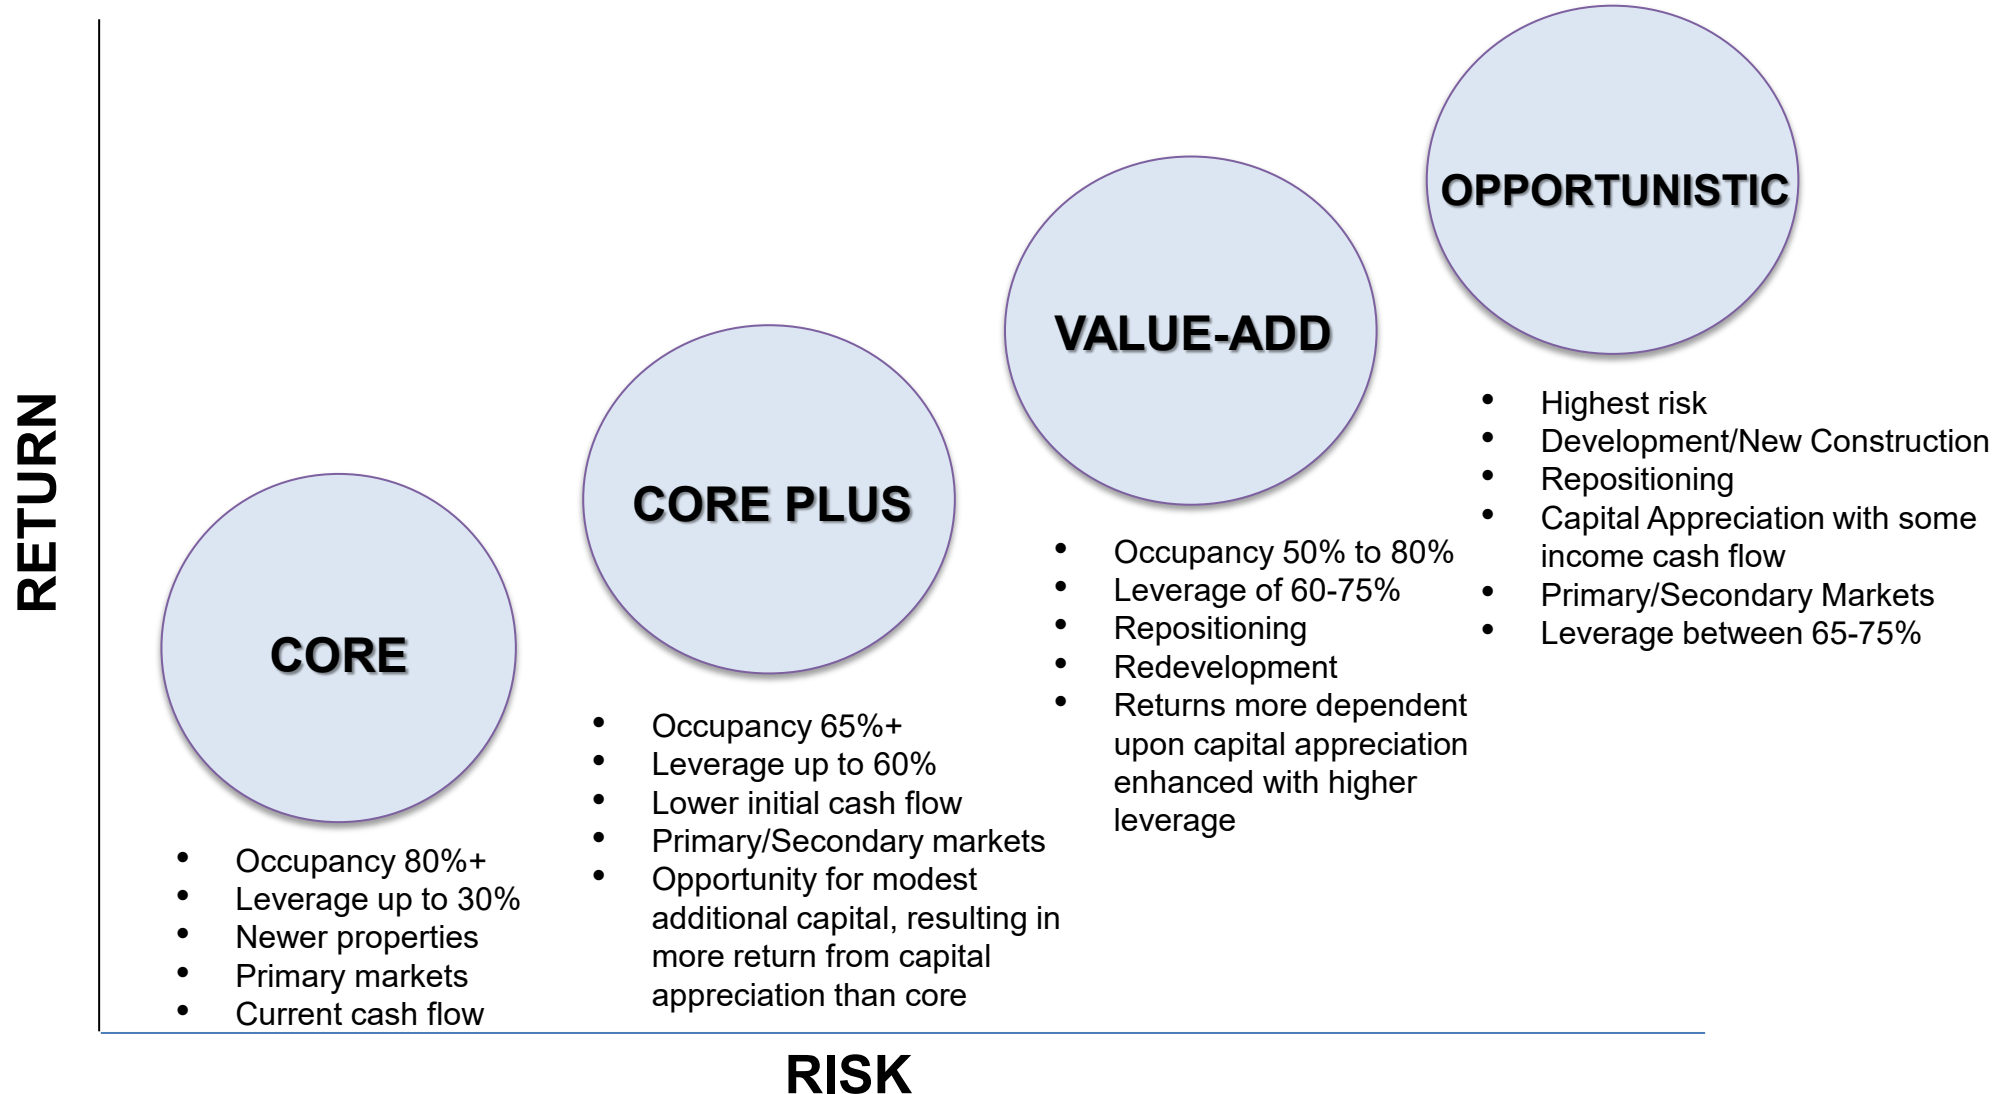 RETURN
CORE
• Occupancy 80%+
• Leverage up to 30%
• Newer properties
• Primary markets
• Current cash flow
CORE PLUS
• Occupancy 65%+
• Leverage up to 60%
• Lower initial cash flow
• Primary/Secondary markets
• Opportunity for modest
additional capital, resulting in
more return from capital
appreciation than core
VALUE-ADD
• Occupancy 50% to 80%
• Leverage of 60-75%
• Repositioning
• Redevelopment
• Returns more dependent
upon capital appreciation
enhanced with higher
leverage
OPPORTUNISTIC
• Highest risk
• Development/New Construction
• Repositioning
• Capital Appreciation with some
income cash flow
• Primary/Secondary Markets
• Leverage between 65-75%
RISK